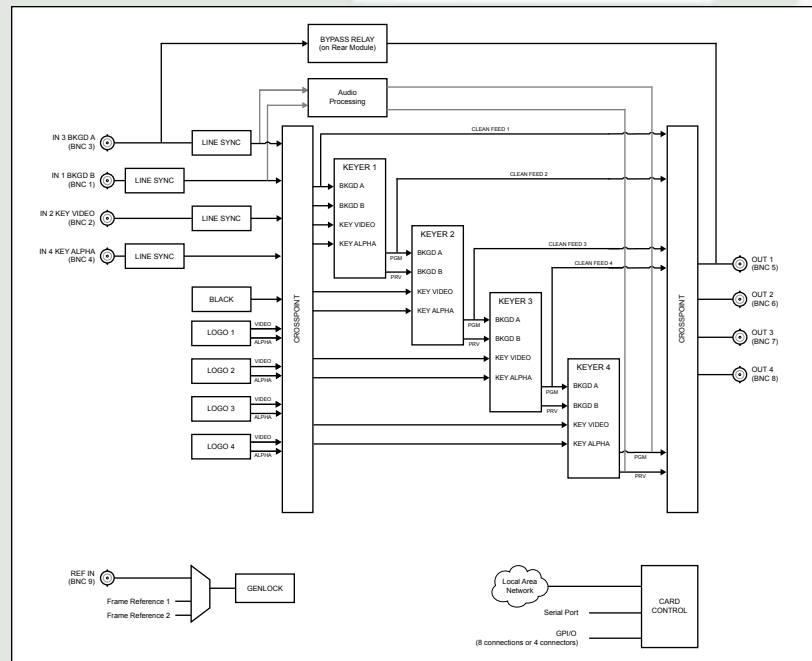 BYPASS RELAY
(on Rear Module)
Audio
Processing
IN 3 BKGD A
(BNC 3)
LINE SYNC
IN 1 BKGD B
(BNC 1)
LINE SYNC
IN 2 KEY VIDEO
(BNC 2)
LINE SYNC
IN 4 KEY ALPHA
(BNC 4)
LINE SYNC
BLACK
LOGO 1
VIDEO
ALPHA
LOGO 2
VIDEO
ALPHA
LOGO 3
VIDEO
ALPHA
LOGO 4
VIDEO
ALPHA
CROSSPOINT
CLEAN FEED 1
KEYER 1
BKGD A
BKGD B
KEY VIDEO
KEY ALPHA
PGM
PRV
CLEAN FEED 2
KEYER 2
BKGD A
BKGD B
KEY VIDEO
KEY ALPHA
PGM
PRV
CLEAN FEED 3
KEYER 3
BKGD A
BKGD B
KEY VIDEO
KEY ALPHA
PGM
PRV
CLEAN FEED 4
KEYER 4
BKGD A
BKGD B
KEY VIDEO
KEY ALPHA
PGM
PRV
CROSSPOINT
OUT 1
(BNC 5)
OUT 2
(BNC 6)
OUT 3
(BNC 7)
OUT 4
(BNC 8)
REF IN
(BNC 9)
Frame Reference 1
Frame Reference 2
GENLOCK
Local Area
Network
Serial Port
GPI/O
(8 connections or 4 connectors)
CARD
CONTROL